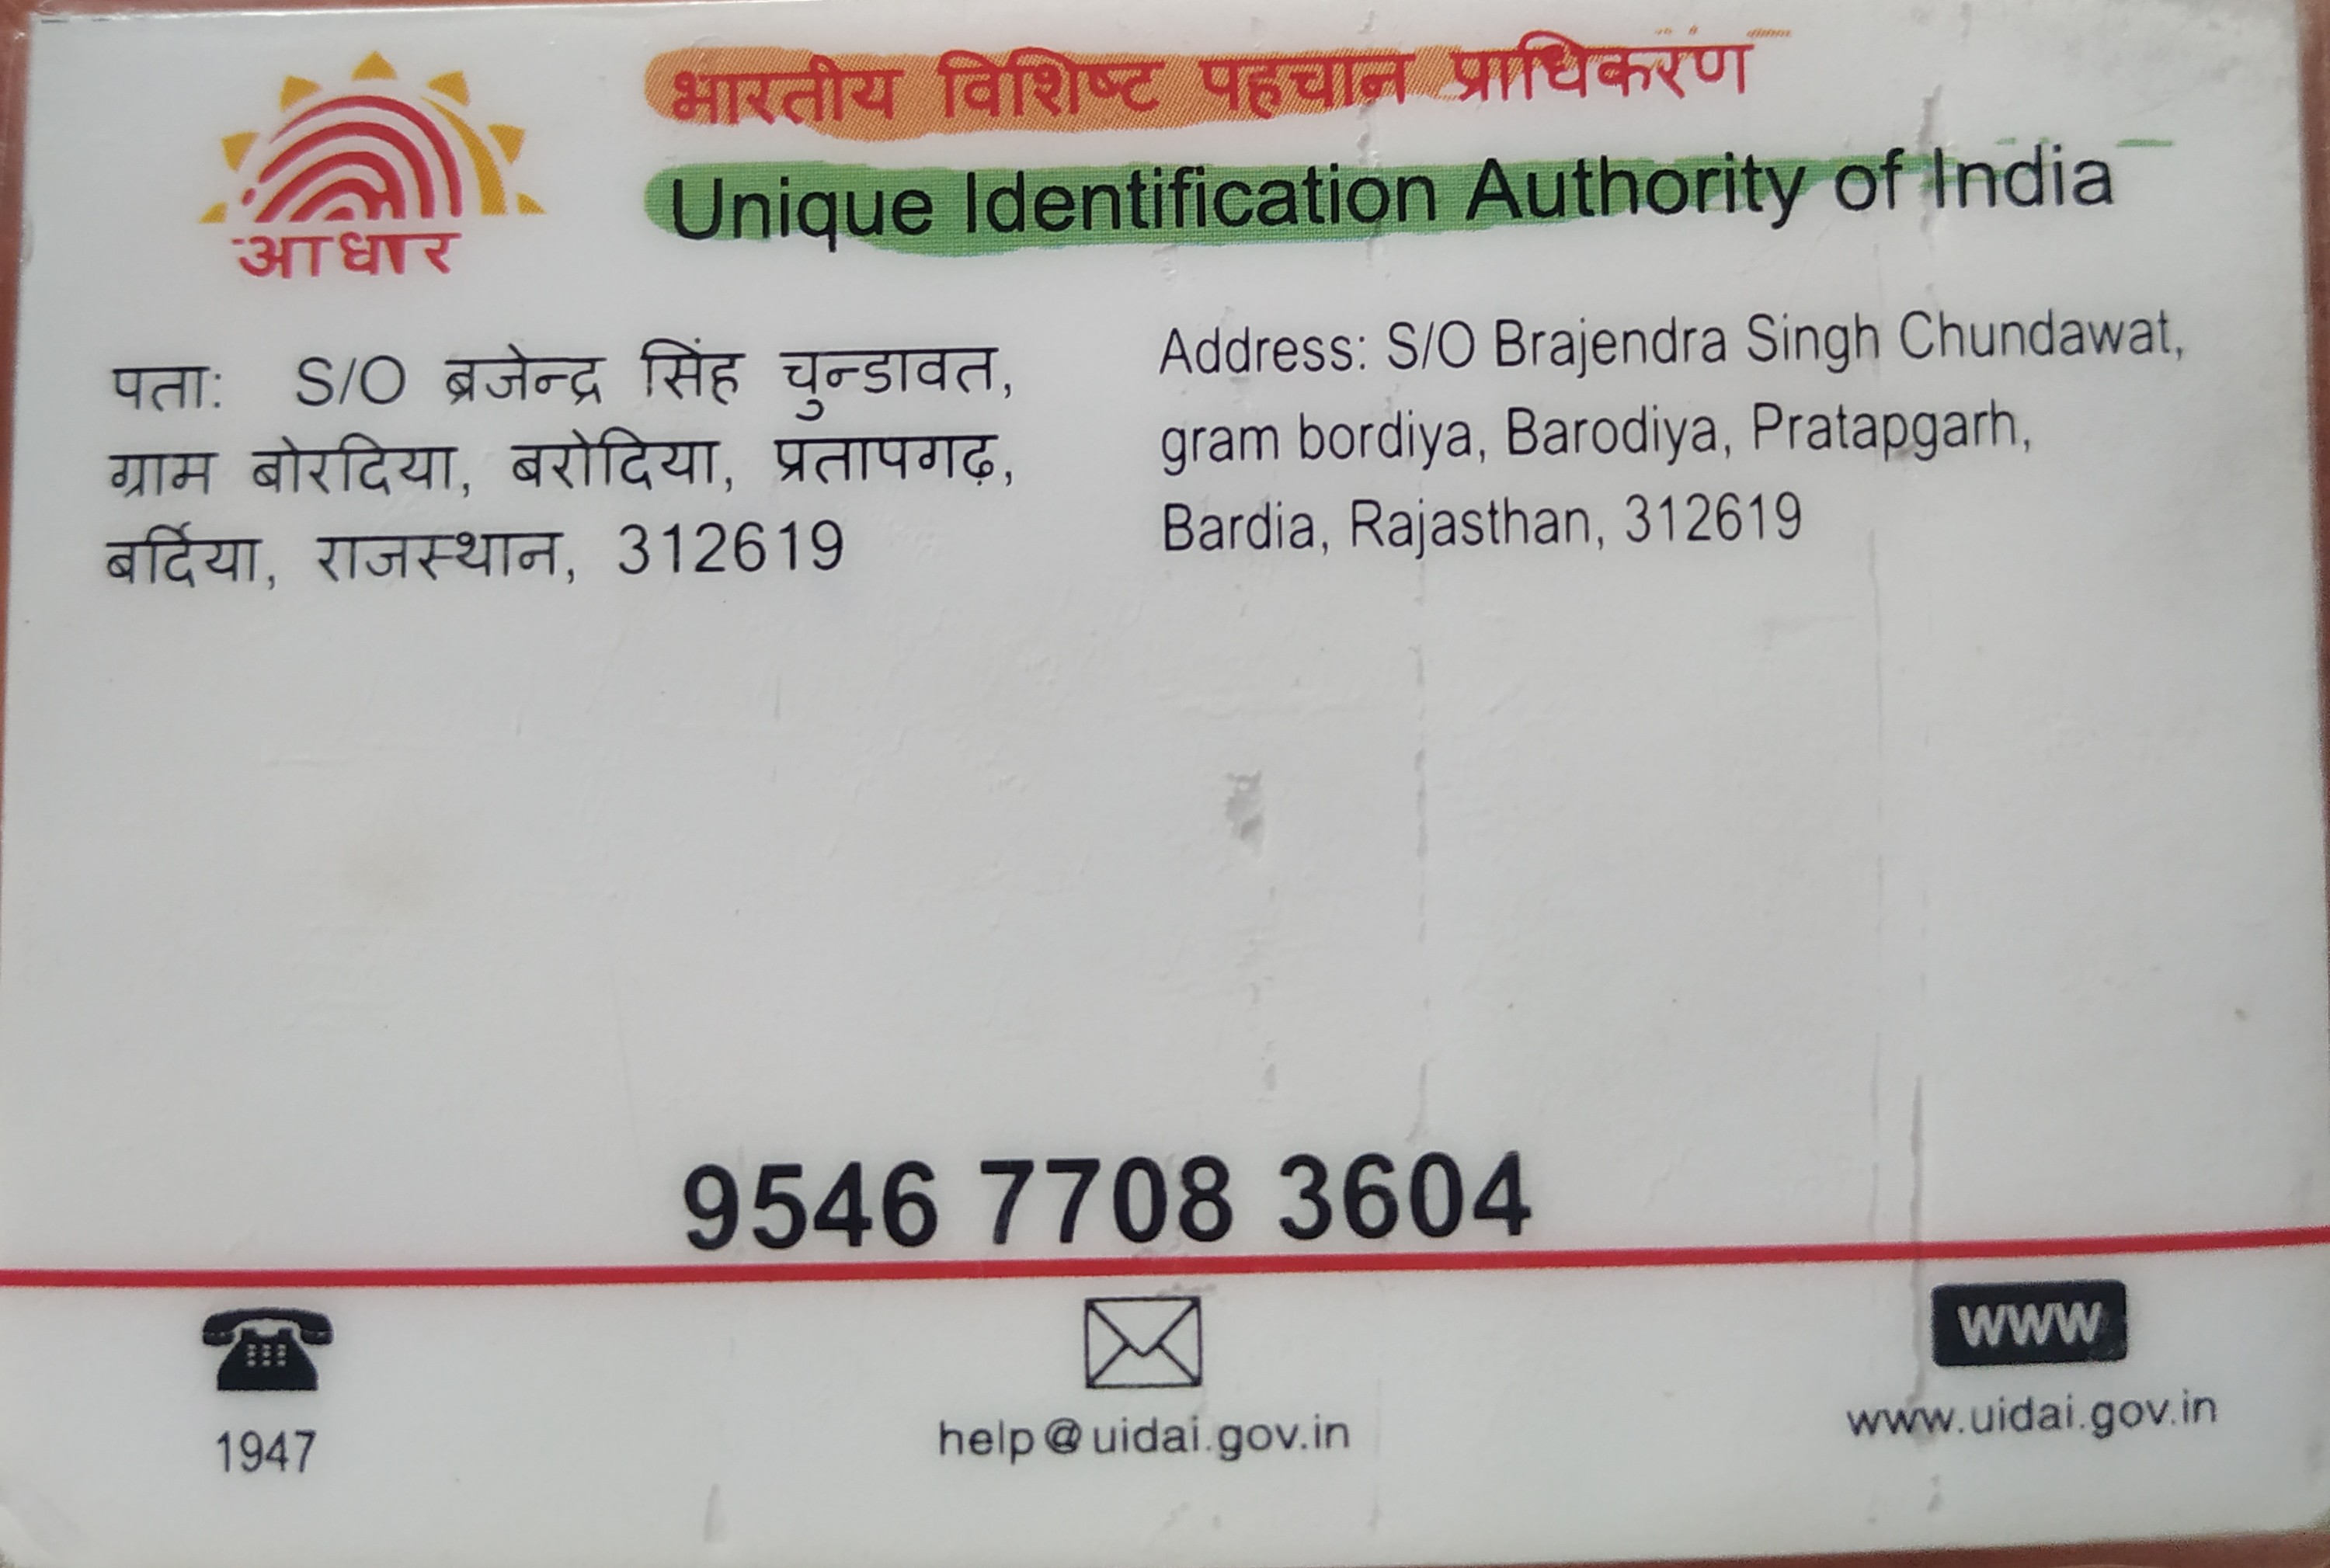 भारतीय विशिष्ट पहचान प्राधिकरण
Unique Identification Authority of India
आधार
पता: S/O ब्रजेन्द्र सिंह चुन्डावत,
ग्राम बोरदिया, बरोदिया, प्रतापगढ़,
बर्दिया, राजस्थान, 312619
Address: S/O Brajendra Singh Chundawat,
gram bordiya, Barodiya, Pratapgarh,
Bardia, Rajasthan, 312619
9546 7708 3604
1947
help@uidai.gov.in
www
www.uidai.gov.in